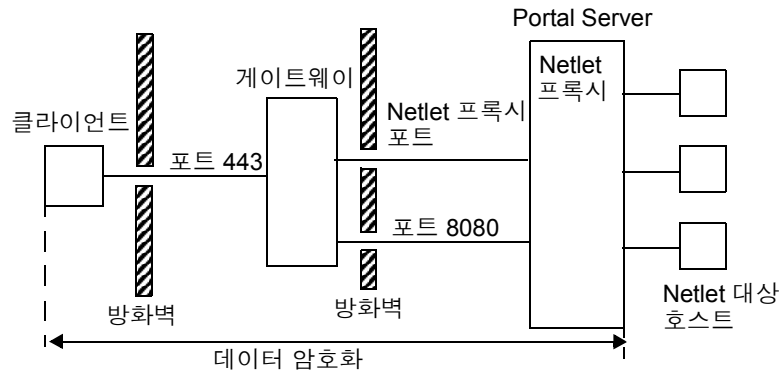 Portal Server
게이트웨이
Netlet
프록시
클라이언트
Netlet 프록시
포트
포트 443
포트 8080
방화벽
방화벽
Netlet 대상
호스트
데이터 암호화